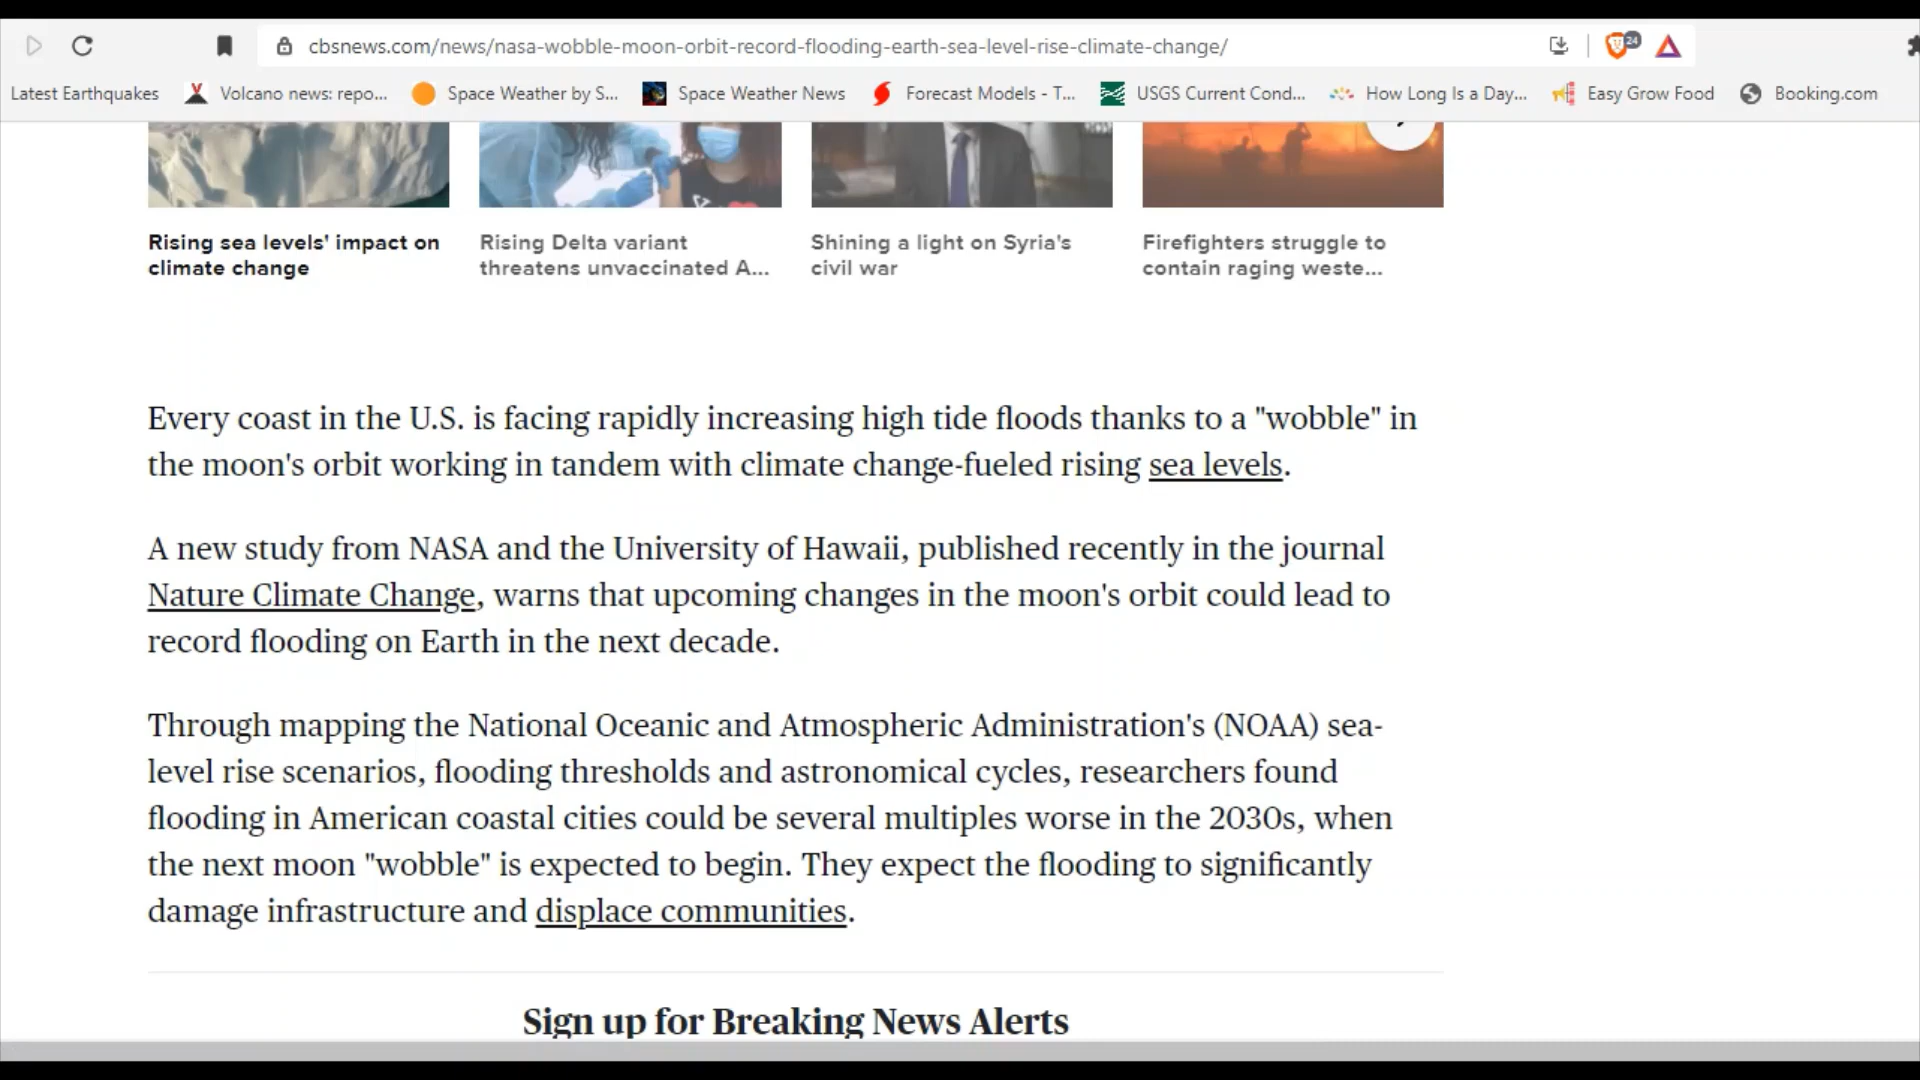 cbsnews.com/news/nasa-wobble-moon-orbit-record-flooding-earth-sea-level-rise-climate-change/
24
Latest Earthquakes
Volcano news: repo...
Space Weather by S...
Space Weather News
Forecast Models - T...
USGS Current Cond...
How Long Is a Day...
Easy Grow Food
Booking.com
Rising sea levels' impact on
climate change
Rising Delta variant
threatens unvaccinated A...
Shining a light on Syria's
civil war
Firefighters struggle to
contain raging weste...
Every coast in the U.S. is facing rapidly increasing high tide floods thanks to a "wobble" in
the moon's orbit working in tandem with climate change-fueled rising sea levels.
A new study from NASA and the University of Hawaii, published recently in the journal
Nature Climate Change, warns that upcoming changes in the moon's orbit could lead to
record flooding on Earth in the next decade.
Through mapping the National Oceanic and Atmospheric Administration's (NOAA) sea-
level rise scenarios, flooding thresholds and astronomical cycles, researchers found
flooding in American coastal cities could be several multiples worse in the 2030s, when
the next moon "wobble" is expected to begin. They expect the flooding to significantly
damage infrastructure and displace communities.
Sign up for Breaking News Alerts